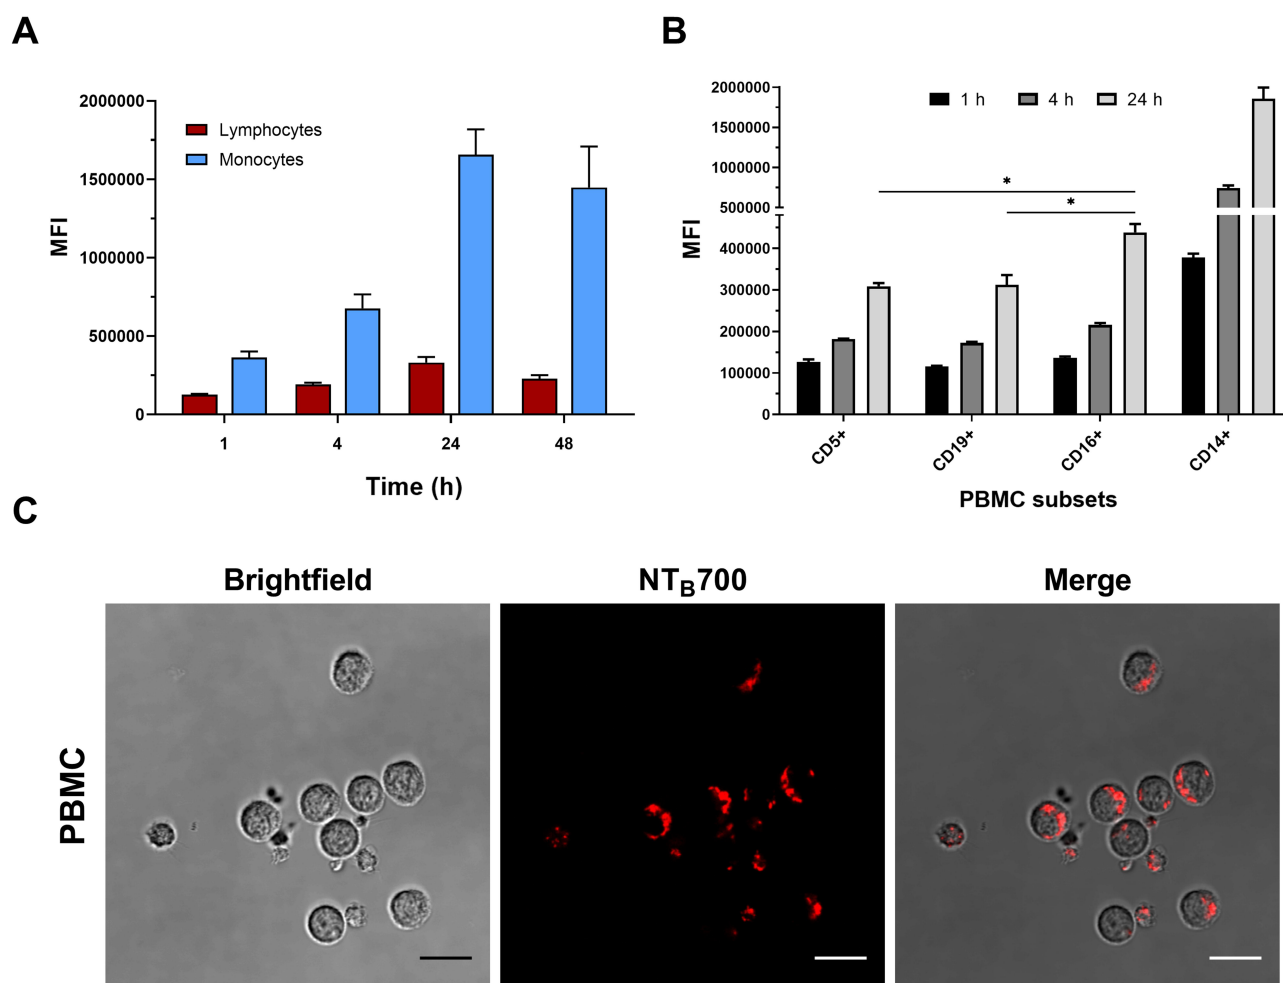 A
2000000
1500000
1000000
500000
0
MFI
Lymphocytes
Monocytes
1 4 24 48
Time (h)
B
2000000
1500000
1000000
500000
400000
300000
200000
100000
0
MFI
1 h 4 h 24 h
*
*
CD5+ CD19+ CD16+ CD14+
PBMC subsets
C
Brightfield NTB700 Merge
PBMC